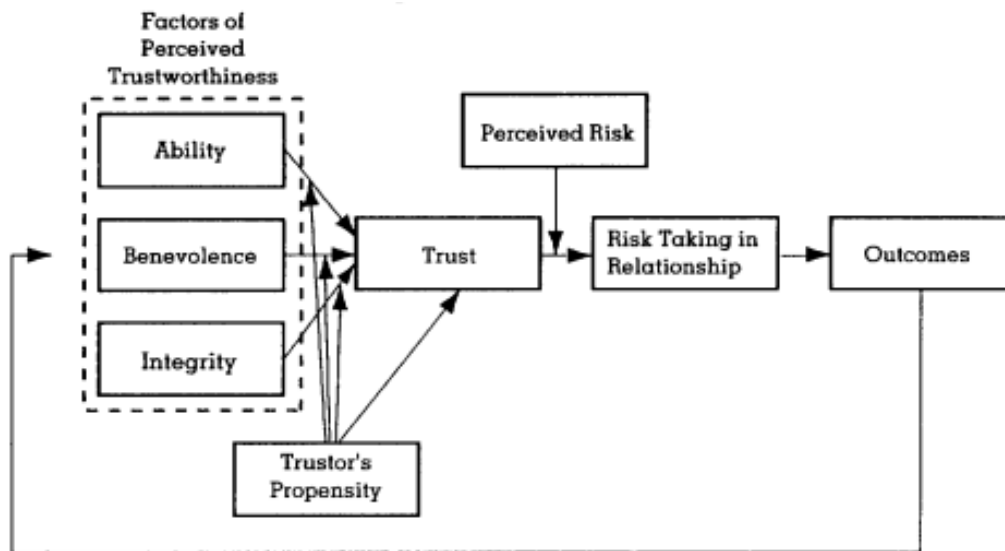 Factors of
Perceived
Trustworthiness
Ability
Benevolence
Integrity
Trustor's
Propensity
Trust
Perceived Risk
Risk Taking in
Relationship
Outcomes